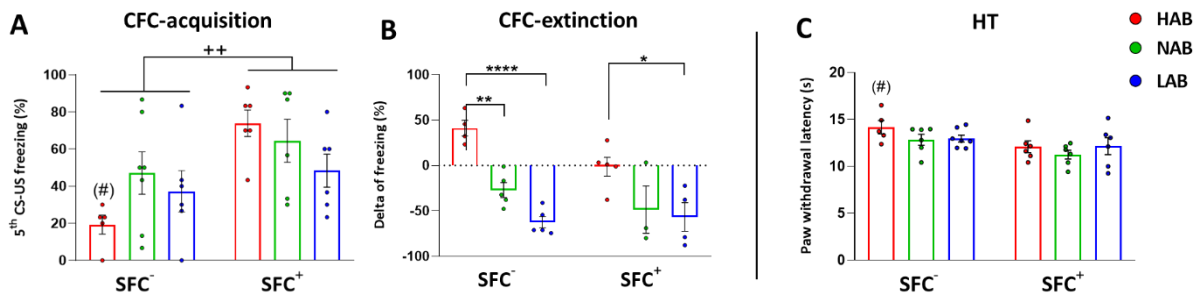 A
CFC-acquisition
++
5th CS-US freezing (%)
100
80
60
40
20
0
(#)
SFC-
SFC+
B
CFC-extinction
****
**
*
Delta of freezing (%)
100
50
0
-50
-100
SFC-
SFC+
C
HT
(#)
Paw withdrawal latency (s)
20
15
10
5
0
SFC-
SFC+
HAB
NAB
LAB